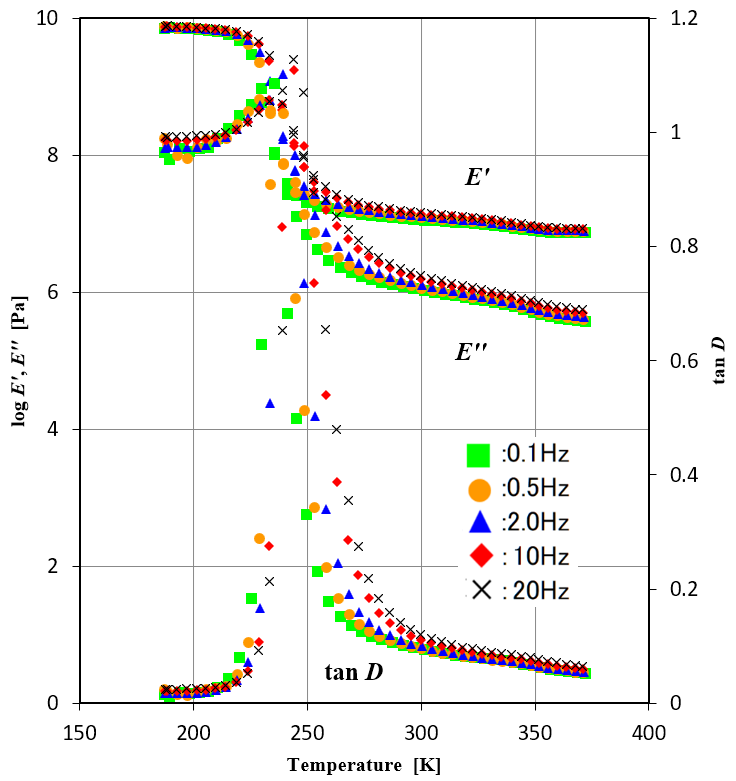 10
8
6
4
2
0
1.2
1
0.8
0.6
0.4
0.2
0
log E', E'' [Pa]
tan D
E'
E''
:0.1Hz
:0.5Hz
:2.0Hz
: 10Hz
: 20Hz
tan D
150
200
250
300
350
400
Temperature [K]